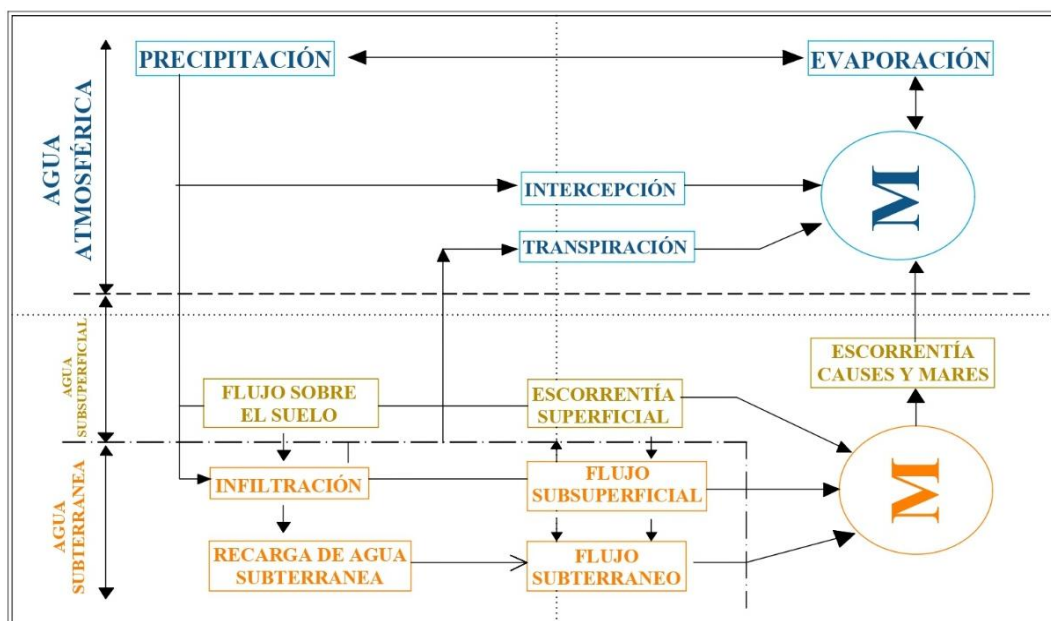 PRECIPITACIÓN
EVAPORACIÓN
AGUA
ATMOSFÉRICA
INTERCEPCIÓN
M
TRANSPIRACIÓN
AGUA
SUBSUPERFICIAL
ESCORRENTÍA
CAUSES Y MARES
FLUJO SOBRE
EL SUELO
ESCORRENTÍA
SUPERFICIAL
AGUA
SUBTERRANEA
INFILTRACIÓN
FLUJO
SUBSUPERFICIAL
M
RECARGA DE AGUA
SUBTERRANEA
FLUJO
SUBTERRANEO